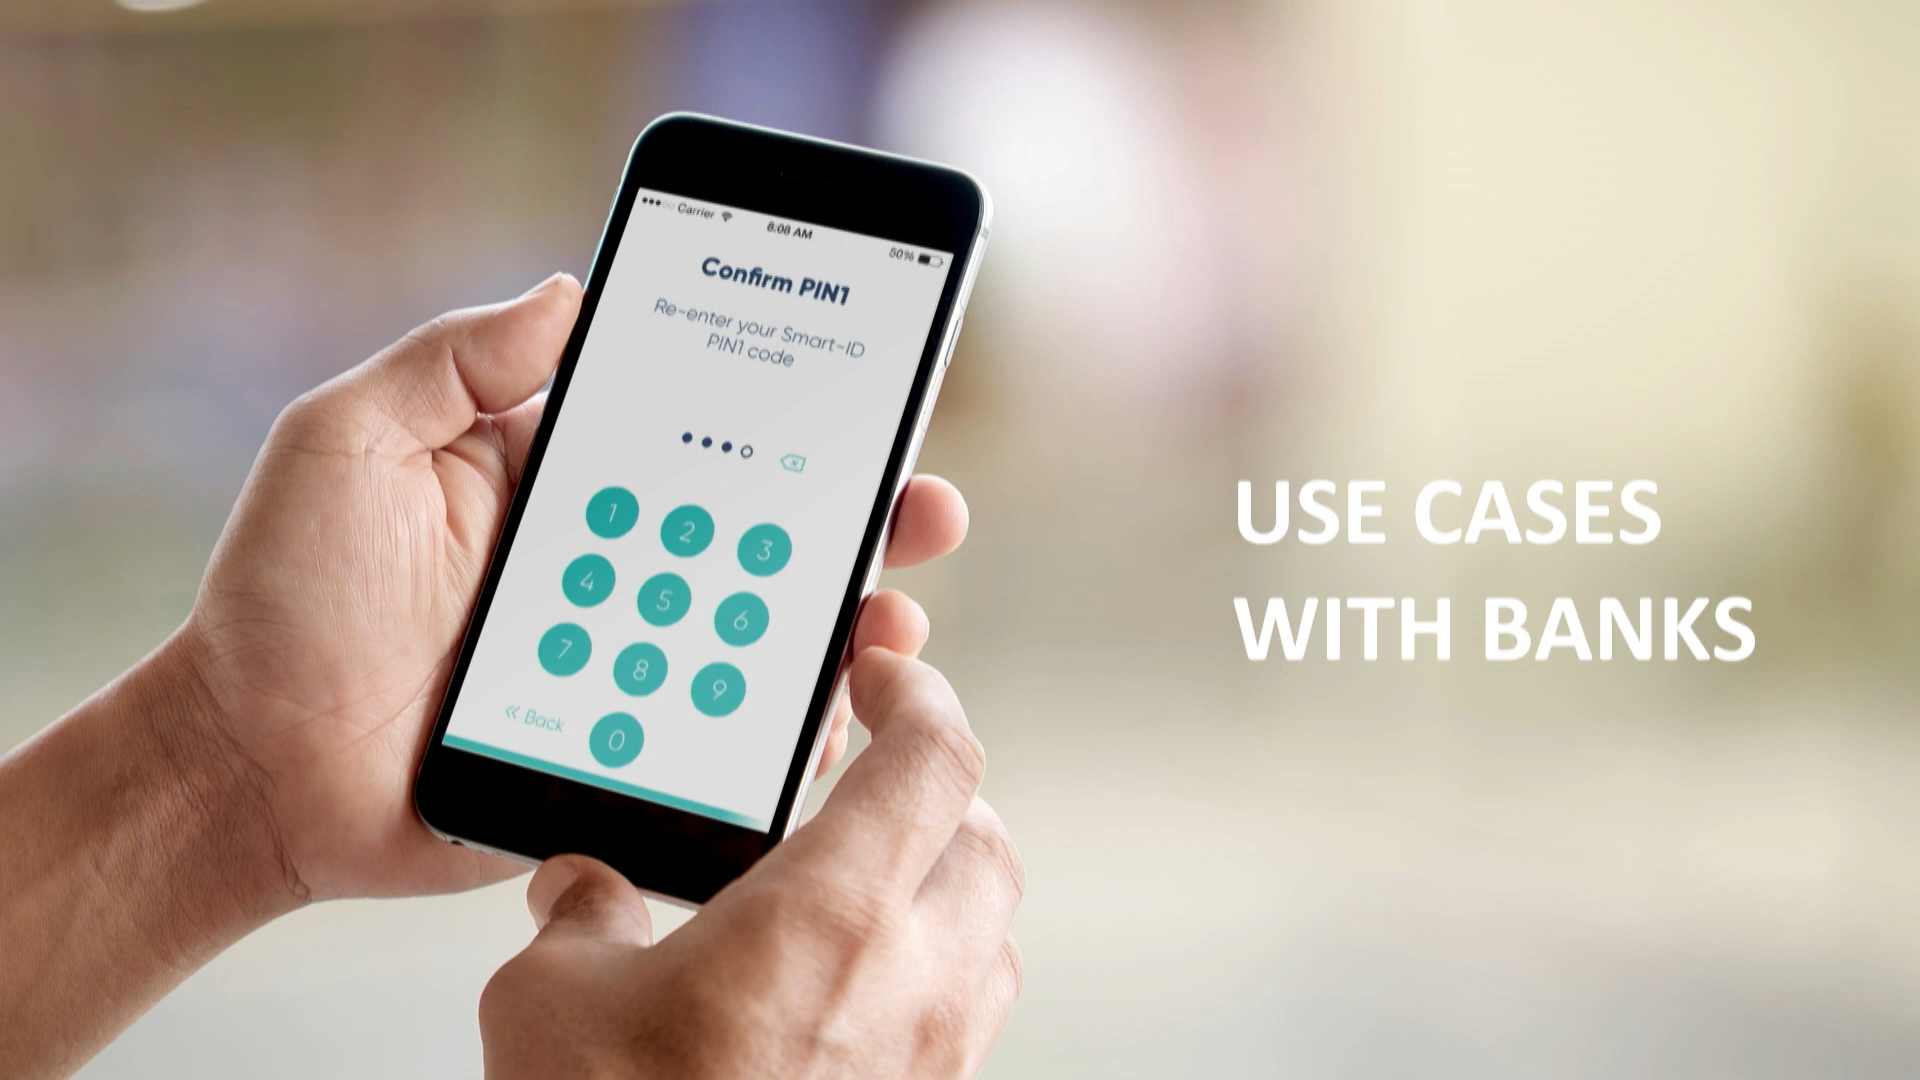 Carrier
8:08 AM
50%
Confirm PIN1
Re-enter your Smart-ID
PIN1 code
1 2 3
4 5 6
7 8 9
« Back 0
USE CASES
WITH BANKS